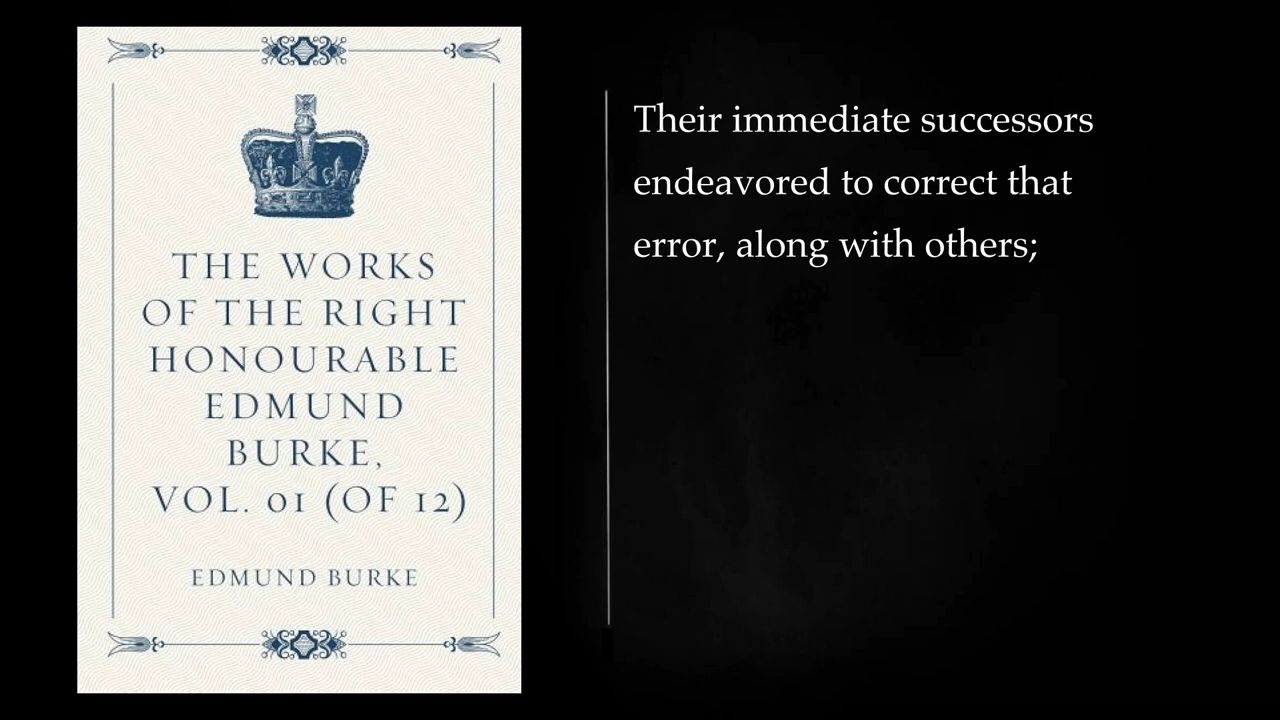 THE WORKS
OF THE RIGHT
HONOURABLE
EDMUND
BURKE,
VOL. 01 (OF 12)
EDMUND BURKE
Their immediate successors
endeavored to correct that
error, along with others;